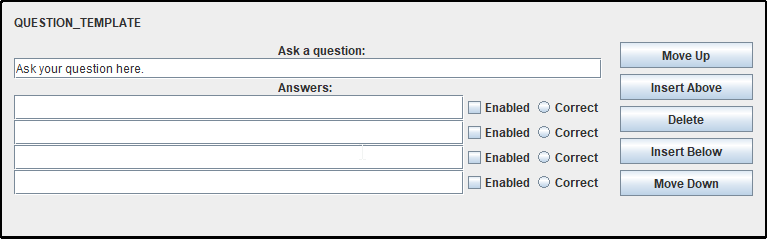 QUESTION_TEMPLATE
Ask a question:
Ask your question here.
Answers:
Enabled Correct
Enabled Correct
Enabled Correct
Enabled Correct
Move Up
Insert Above
Delete
Insert Below
Move Down